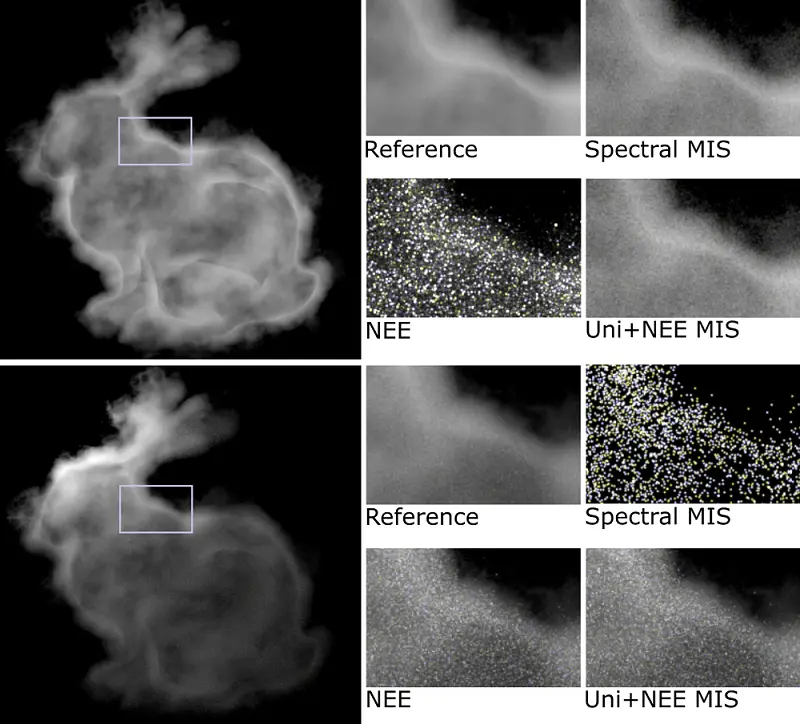 Reference
Spectral MIS
NEE
Uni+NEE MIS
Reference
Spectral MIS
NEE
Uni+NEE MIS